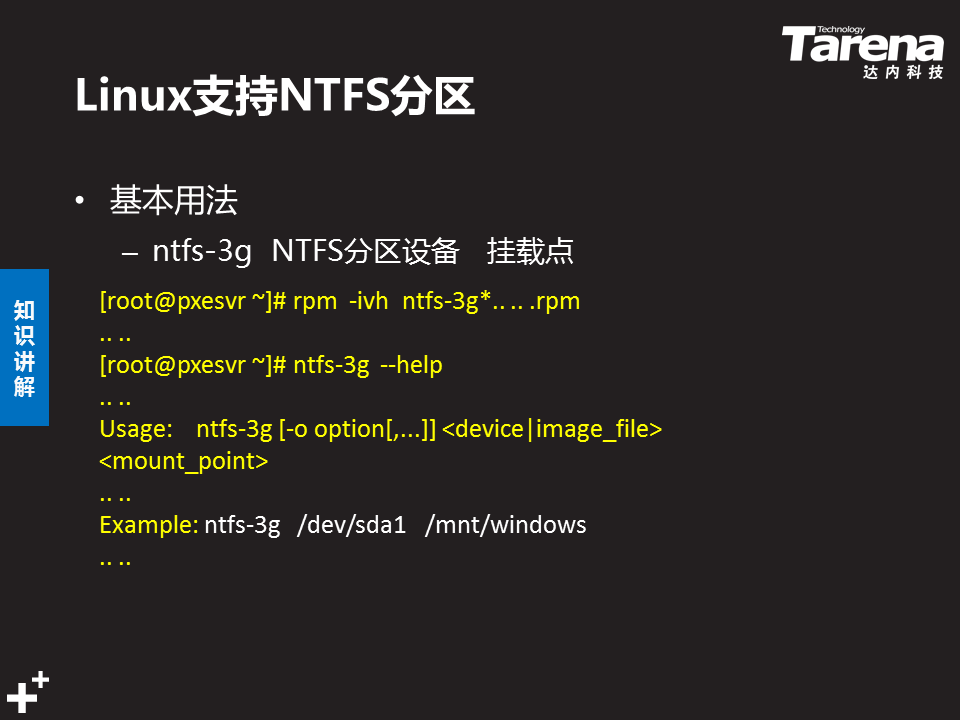 Technology
Tarena
达内科技
Linux支持NTFS分区
• 基本用法
– ntfs-3g NTFS分区设备 挂载点
知识讲解
[root@pxesvr ~]# rpm -ivh ntfs-3g*.. .. .rpm
.. ..
[root@pxesvr ~]# ntfs-3g --help
.. ..
Usage: ntfs-3g [-o option[,...]] <device|image_file>
<mount_point>
.. ..
Example: ntfs-3g /dev/sda1 /mnt/windows
.. ..